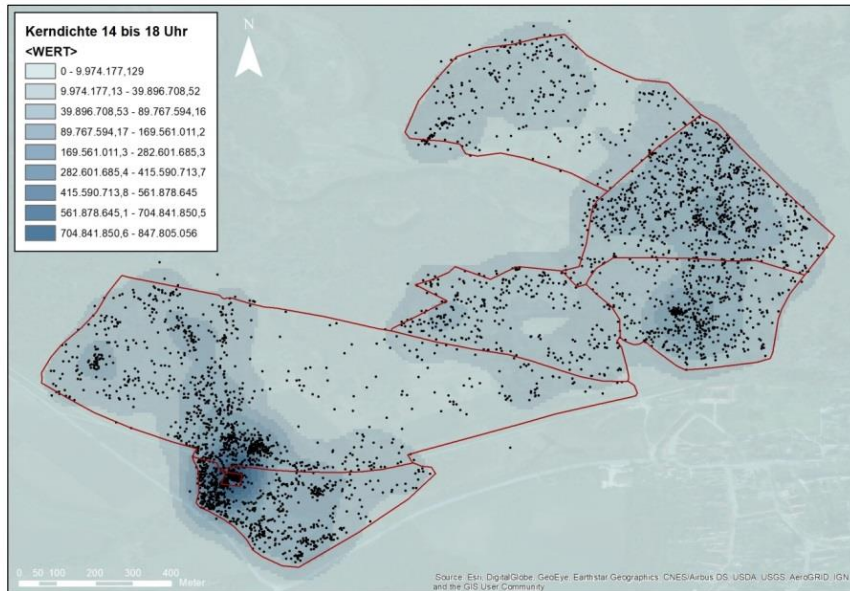 Kerndichte 14 bis 18 Uhr
<WERT>
0 - 9.974.177,129
9.974.177,13 - 39.896.708,52
39.896.708,53 - 89.767.594,16
89.767.594,17 - 169.561.011,2
169.561.011,3 - 282.601.685,3
282.601.685,4 - 415.590.713,7
415.590.713,8 - 561.878.645
561.878.645,1 - 704.841.850,5
704.841.850,6 - 847.805.056
N
0 50 100 200 300 400
Meter
Source: Esri, DigitalGlobe, GeoEye, Earthstar Geographics, CNES/Airbus DS, USDA, USGS, AeroGRID, IGN,
and the GIS User Community